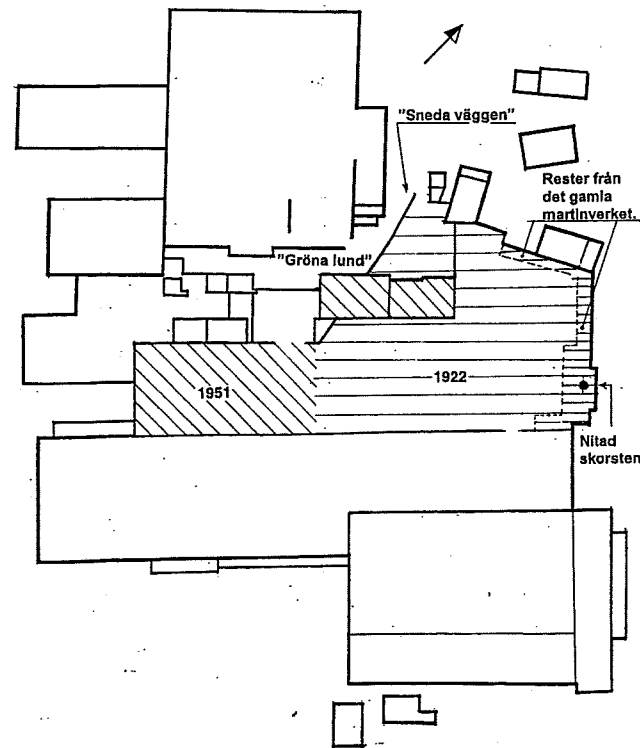 "Sneda väggen"
Rester från
det gamla
martinverket.
"Gröna lund"
1951
1922
Nitad
skorsten